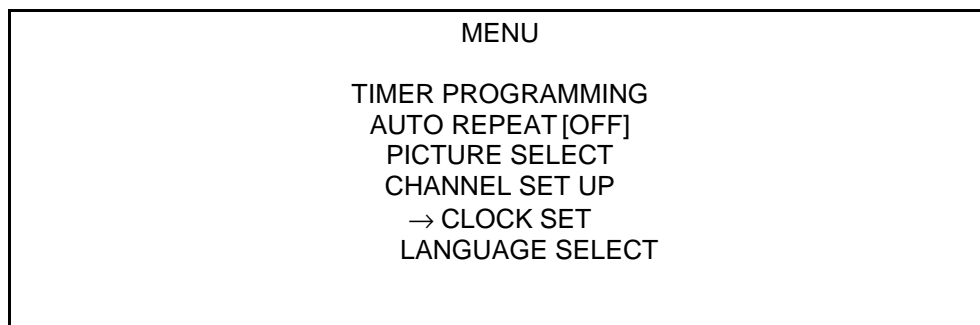 MENU
TIMER PROGRAMMING
AUTO REPEAT [OFF]
PICTURE SELECT
CHANNEL SET UP
→ CLOCK SET
LANGUAGE SELECT